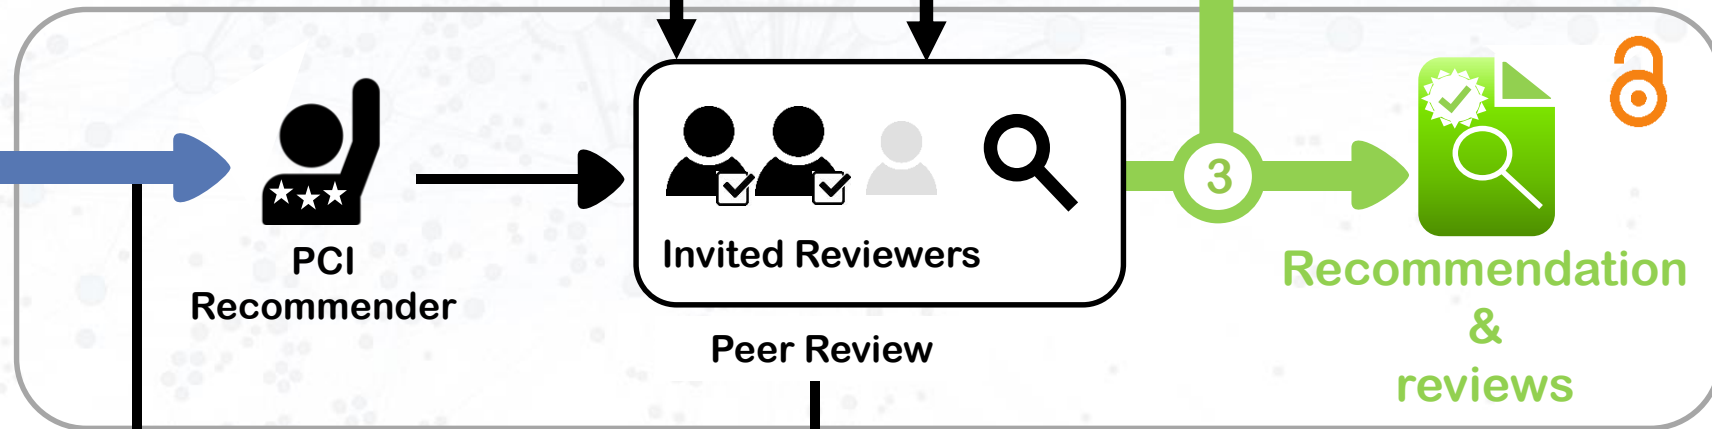 PCI
Recommender
Invited Reviewers
Peer Review
3
Recommendation
&
reviews